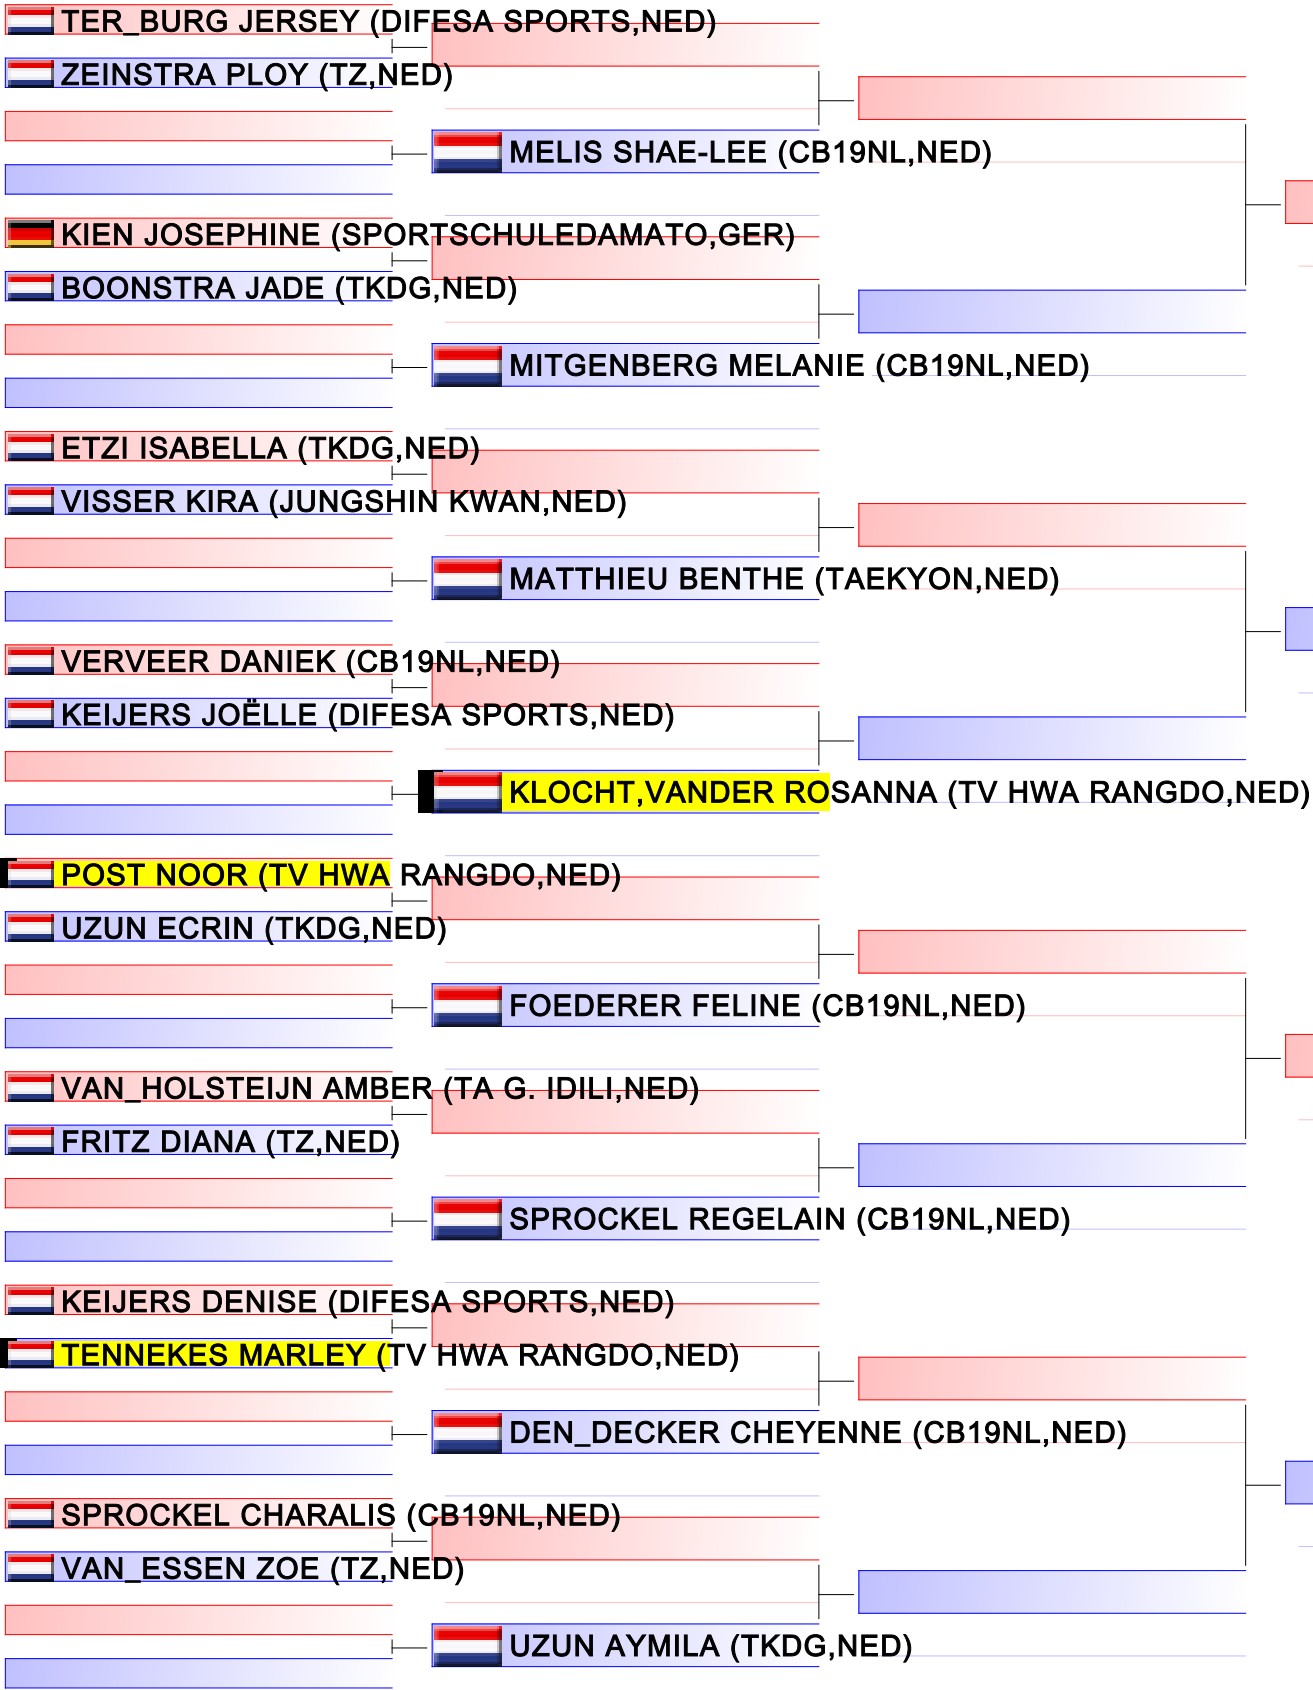 TER_BURG JERSEY (DIFESA SPORTS,NED)
ZEINSTRA PLOY (TZ,NED)
MELIS SHAE-LEE (CB19NL,NED)
KIEN JOSEPHINE (SPORTSCHULEDAMATO,GER)
BOONSTRA JADE (TKDG,NED)
MITGENBERG MELANIE (CB19NL,NED)
ETZI ISABELLA (TKDG,NED)
VISSER KIRA (JUNGSHIN KWAN,NED)
MATTHIEU BENTHE (TAEKYON,NED)
VERVEER DANIEK (CB19NL,NED)
KEIJERS JOËLLE (DIFESA SPORTS,NED)
KLOCHT,VANDER ROSANNA (TV HWA RANGDO,NED)
POST NOOR (TV HWA RANGDO,NED)
UZUN ECRIN (TKDG,NED)
FOEDERER FELINE (CB19NL,NED)
VAN_HOLSTEIJN AMBER (TA G. IDILI,NED)
FRITZ DIANA (TZ,NED)
SPROCKEL REGELAIN (CB19NL,NED)
KEIJERS DENISE (DIFESA SPORTS,NED)
TENNEKES MARLEY (TV HWA RANGDO,NED)
DEN_DECKER CHEYENNE (CB19NL,NED)
SPROCKEL CHARALIS (CB19NL,NED)
VAN_ESSEN ZOE (TZ,NED)
UZUN AYMILA (TKDG,NED)